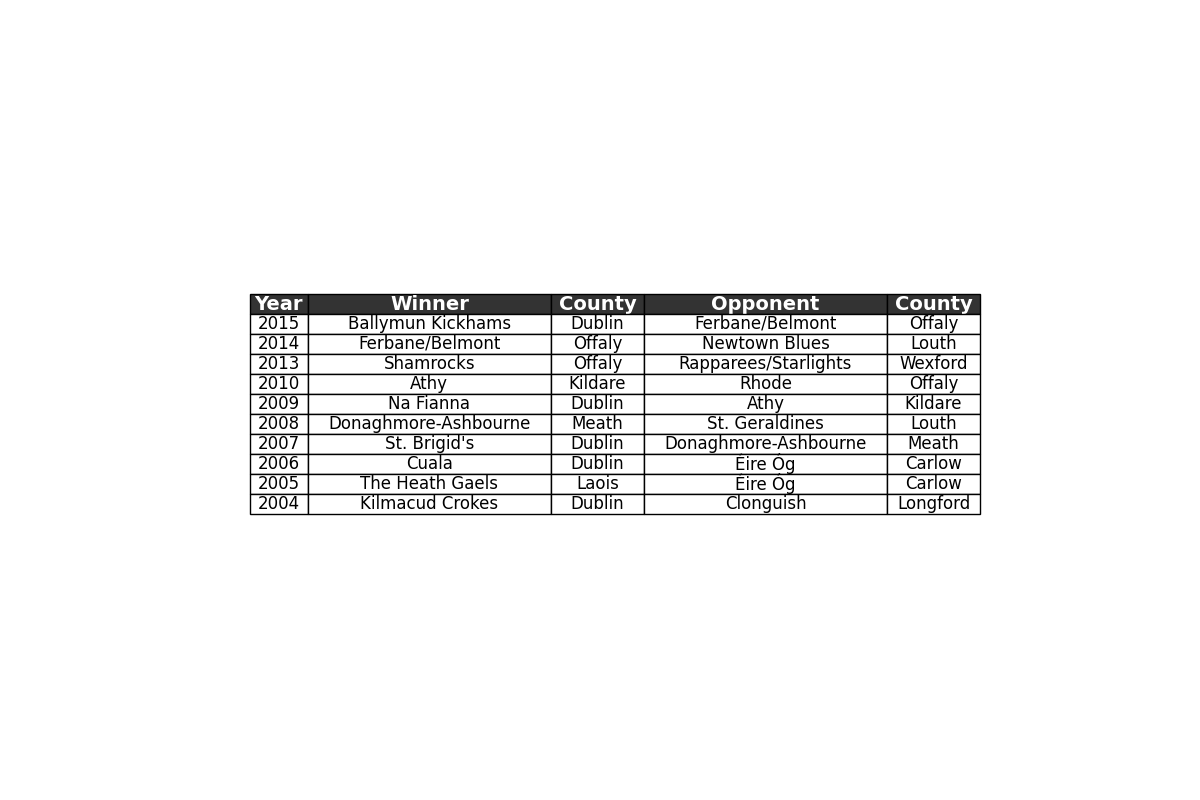 Year Winner County Opponent County
2015 Ballymun Kickhams Dublin Ferbane/Belmont Offaly
2014 Ferbane/Belmont Offaly Newtown Blues Louth
2013 Shamrocks Offaly Rapparees/Starlights Wexford
2010 Athy Kildare Rhode Offaly
2009 Na Fianna Dublin Athy Kildare
2008 Donaghmore-Ashbourne Meath St. Geraldines Louth
2007 St. Brigid's Dublin Donaghmore-Ashbourne Meath
2006 Cuala Dublin Éire Óg Carlow
2005 The Heath Gaels Laois Éire Óg Carlow
2004 Kilmacud Crokes Dublin Clonguish Longford